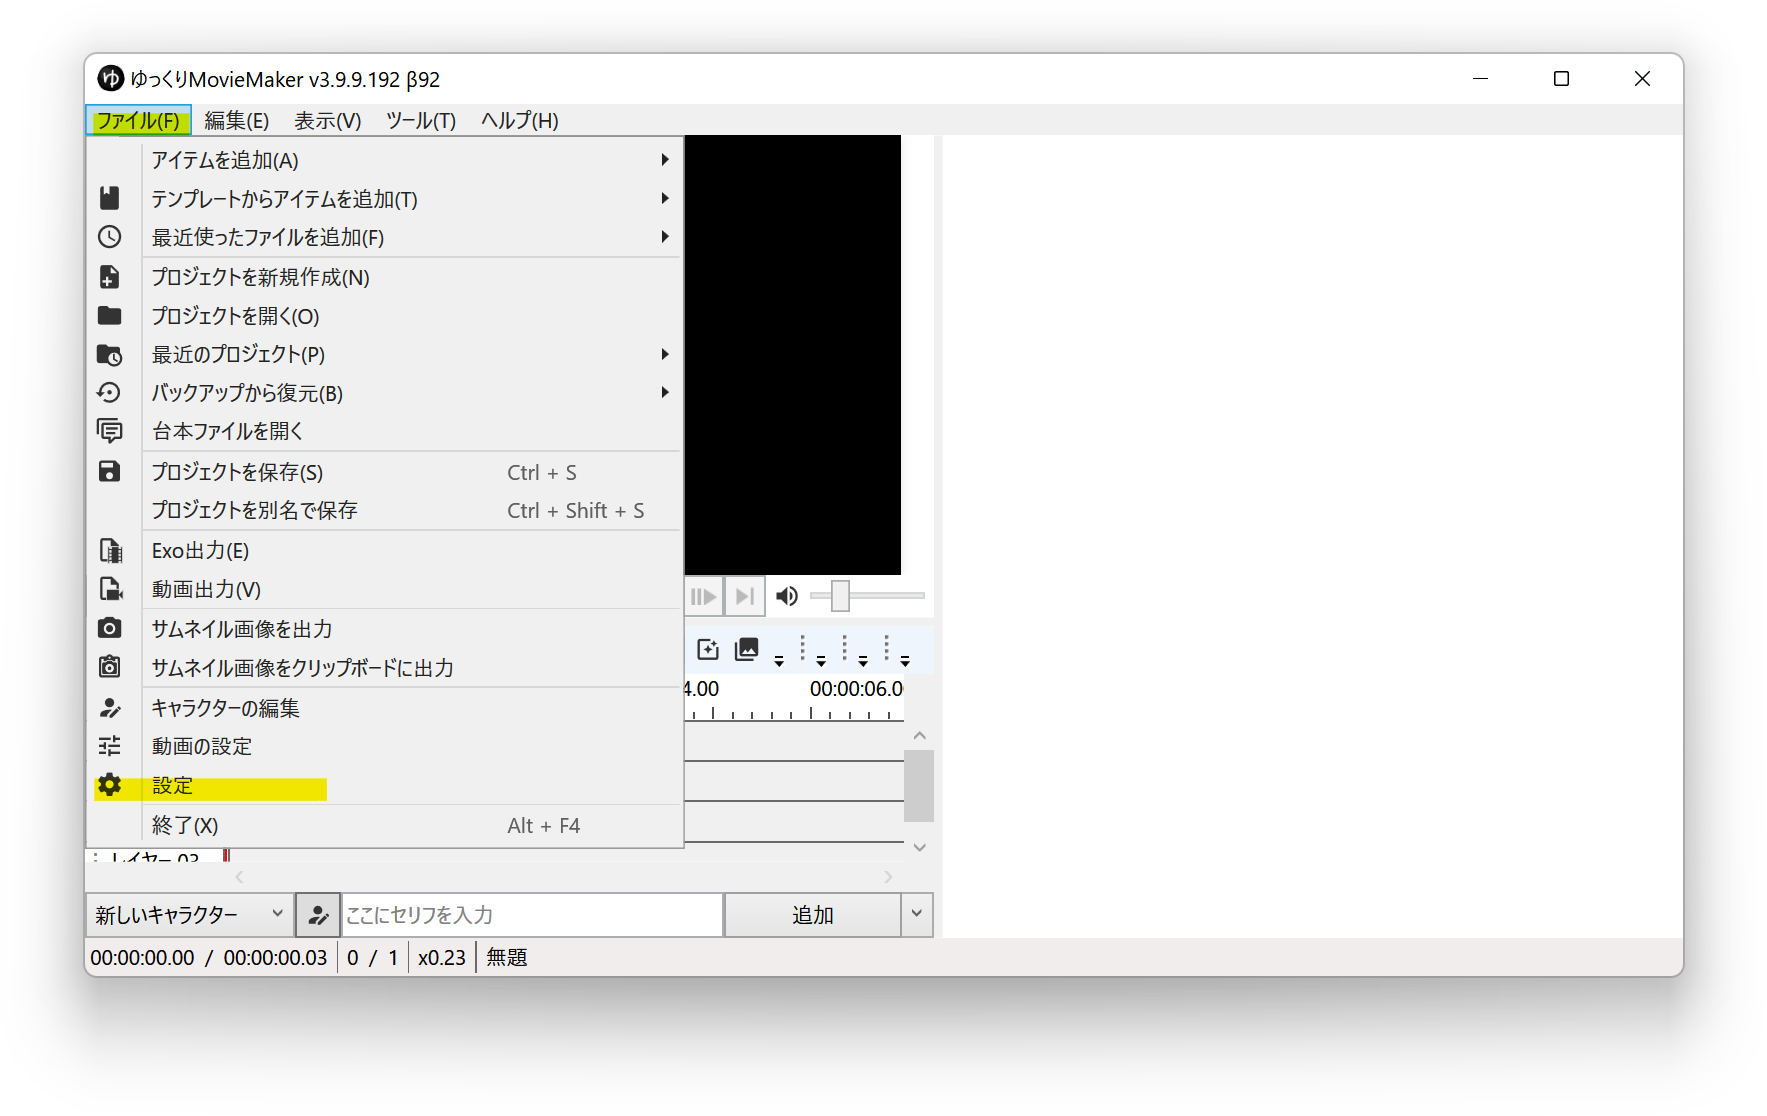 ゆ ゆっくりMovieMaker v3.9.9.192 β92
ファイル(F) 編集(E) 表示(V) ツール(T) ヘルプ(H)
アイテムを追加(A)
テンプレートからアイテムを追加(T)
最近使ったファイルを追加(F)
プロジェクトを新規作成(N)
プロジェクトを開く(O)
最近のプロジェクト(P)
バックアップから復元(B)
台本ファイルを開く
プロジェクトを保存(S) Ctrl + S
プロジェクトを別名で保存 Ctrl + Shift + S
Exo出力(E)
動画出力(V)
サムネイル画像を出力
サムネイル画像をクリップボードに出力
4.00 00:00:06.0
キャラクターの編集
動画の設定
設定
終了(X) Alt + F4
レイヤー 03
新しいキャラクター ここにセリフを入力 追加
00:00:00.00 / 00:00:00.03 0 / 1 x0.23 無題